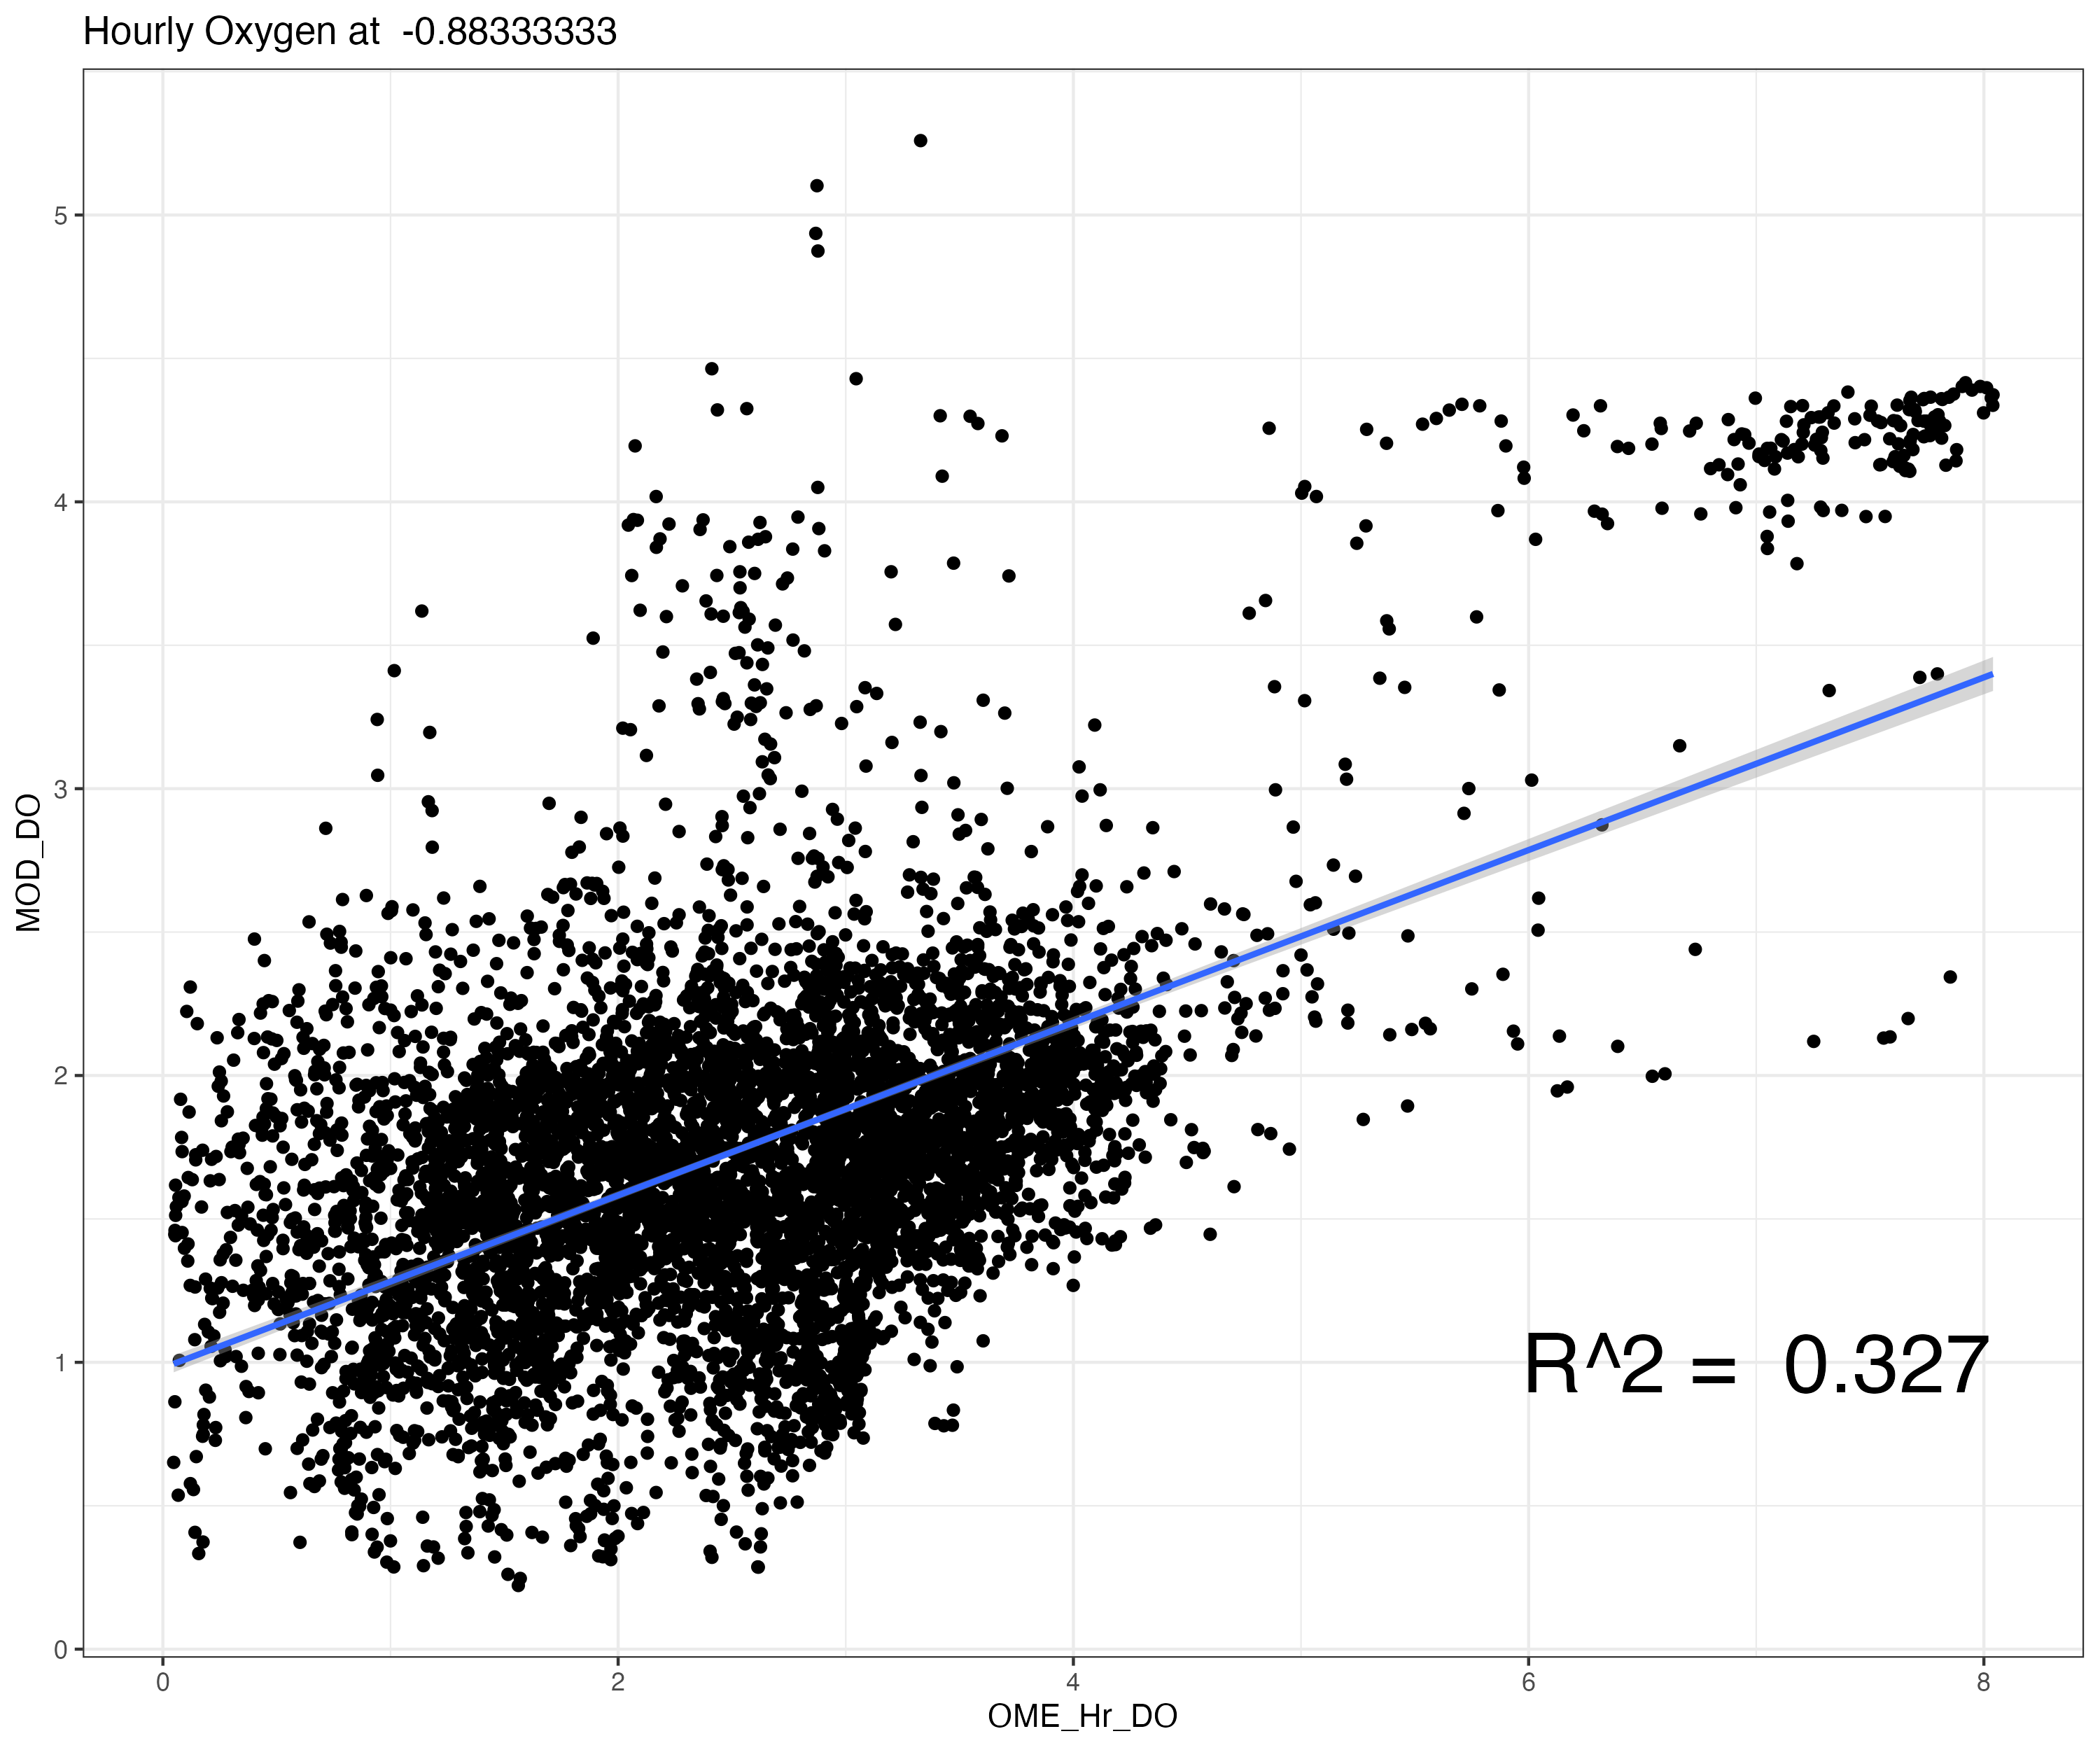 Hourly Oxygen at  -0.88333333
5
4
3
2
1
0
MOD_DO
R^2 =  0.327
0 2 4 6 8
OME_Hr_DO